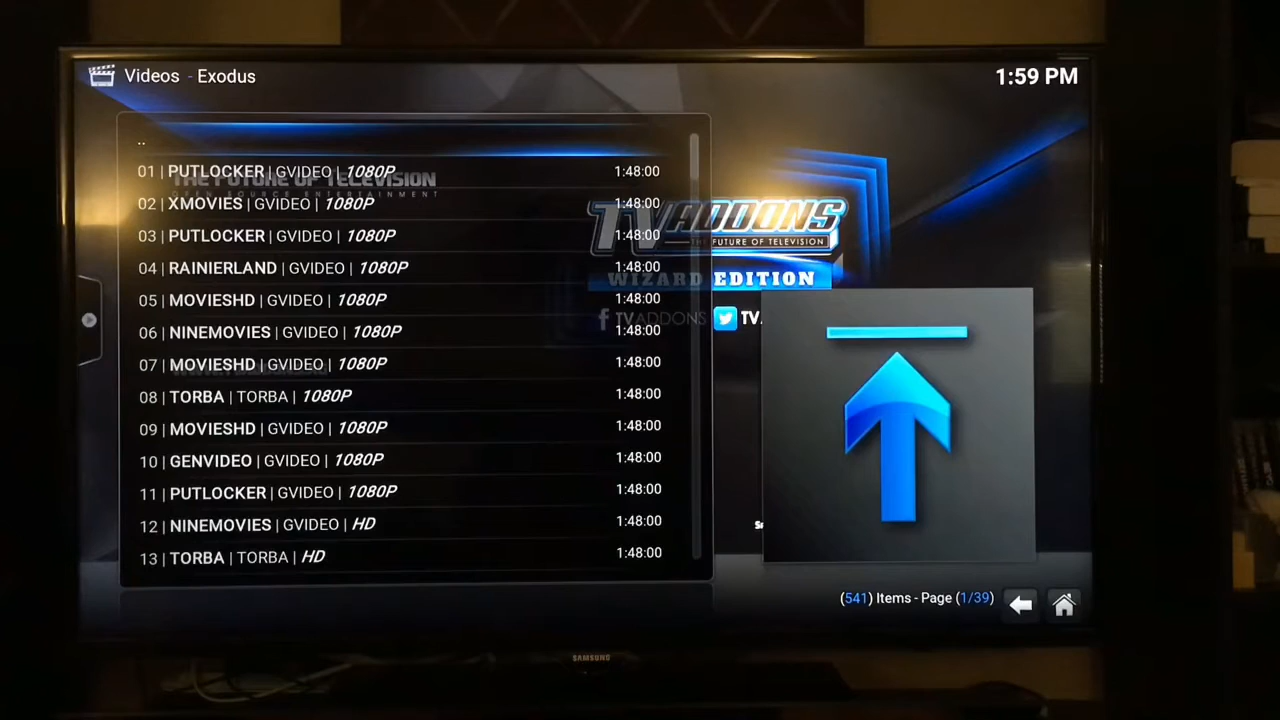 Videos - Exodus
1:59 PM
..
01 | PUTLOCKER | GVIDEO | 1080P 1:48:00
THE FUTURE OF TELEVISION
OPEN SOURCE ENTERTAINMENT
02 | XMOVIES | GVIDEO | 1080P 1:48:00
03 | PUTLOCKER | GVIDEO | 1080P 1:48:00
04 | RAINIERLAND | GVIDEO | 1080P 1:48:00
05 | MOVIESHD | GVIDEO | 1080P 1:48:00
06 | NINEMOVIES | GVIDEO | 1080P 1:48:00
07 | MOVIESHD | GVIDEO | 1080P 1:48:00
08 | TORBA | TORBA | 1080P 1:48:00
09 | MOVIESHD | GVIDEO | 1080P 1:48:00
10 | GENVIDEO | GVIDEO | 1080P 1:48:00
11 | PUTLOCKER | GVIDEO | 1080P 1:48:00
12 | NINEMOVIES | GVIDEO | HD 1:48:00
13 | TORBA | TORBA | HD 1:48:00
TVADDONS
THE FUTURE OF TELEVISION
WIZARD EDITION
f TVADDONS TV
(541) Items - Page (1/39)
SAMSUNG